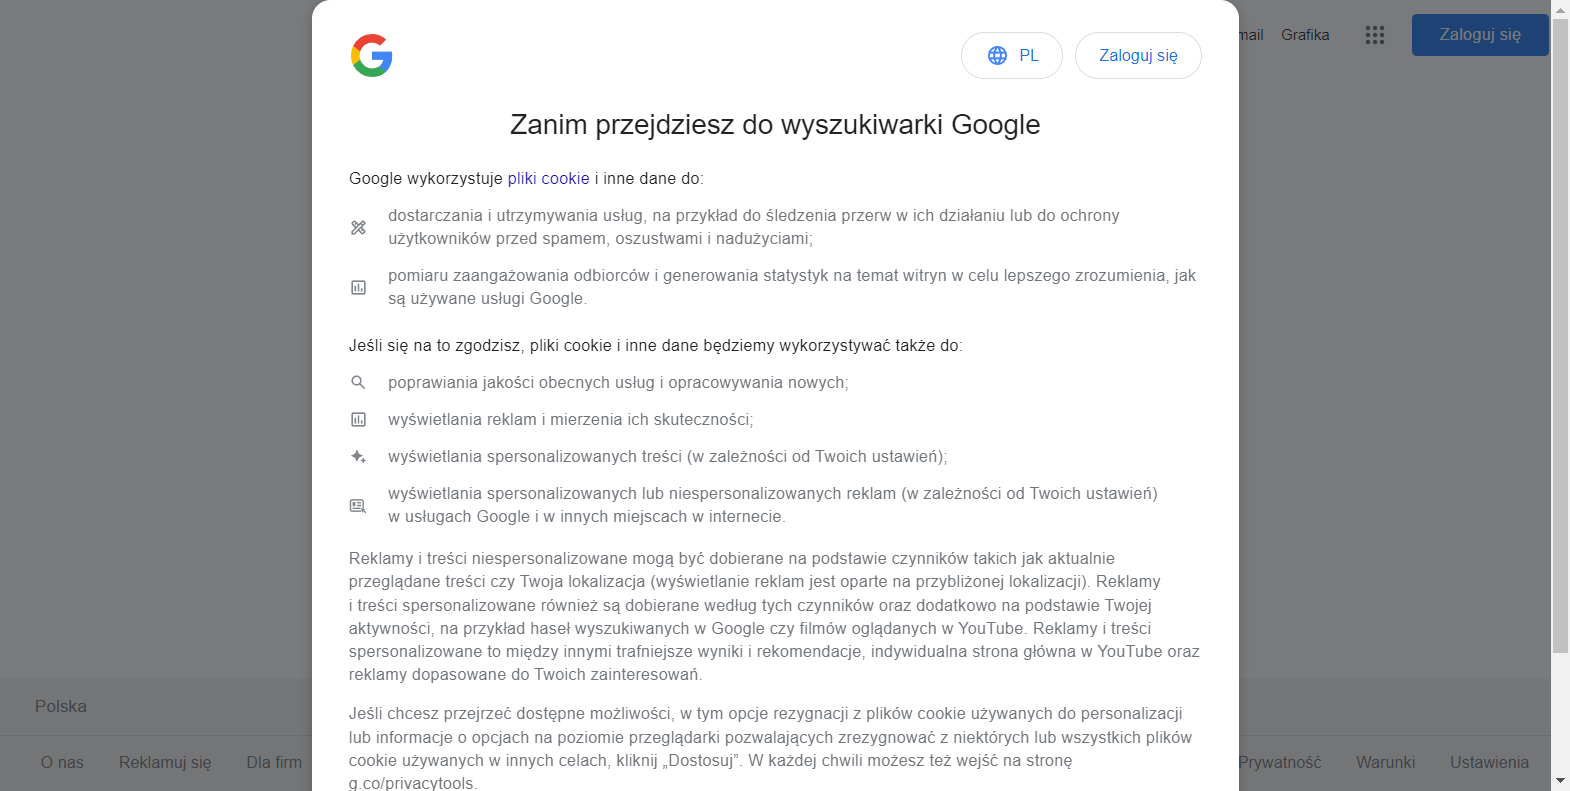 Grafika
Zaloguj się
PL
Zaloguj się
Zanim przejdziesz do wyszukiwarki Google
Google wykorzystuje pliki cookie i inne dane do:
dostarczania i utrzymywania usług, na przykład do śledzenia przerw w ich działaniu lub do ochrony
użytkowników przed spamem, oszustwami i nadużyciami;
pomiaru zaangażowania odbiorców i generowania statystyk na temat witryn w celu lepszego zrozumienia, jak
są używane usługi Google.
Jeśli się na to zgodzisz, pliki cookie i inne dane będziemy wykorzystywać także do:
poprawiania jakości obecnych usług i opracowywania nowych;
wyświetlania reklam i mierzenia ich skuteczności;
wyświetlania spersonalizowanych treści (w zależności od Twoich ustawień);
wyświetlania spersonalizowanych lub niespersonalizowanych reklam (w zależności od Twoich ustawień)
w usługach Google i w innych miejscach w internecie.
Reklamy i treści niespersonalizowane mogą być dobierane na podstawie czynników takich jak aktualnie
przeglądane treści czy Twoja lokalizacja (wyświetlanie reklam jest oparte na przybliżonej lokalizacji). Reklamy
i treści spersonalizowane również są dobierane według tych czynników oraz dodatkowo na podstawie Twojej
aktywności, na przykład haseł wyszukiwanych w Google czy filmów oglądanych w YouTube. Reklamy i treści
spersonalizowane to między innymi trafniejsze wyniki i rekomendacje, indywidualna strona główna w YouTube oraz
reklamy dopasowane do Twoich zainteresowań.
Jeśli chcesz przejrzeć dostępne możliwości, w tym opcje rezygnacji z plików cookie używanych do personalizacji
lub informacje o opcjach na poziomie przeglądarki pozwalających zrezygnować z niektórych lub wszystkich plików
cookie używanych w innych celach, kliknij „Dostosuj”. W każdej chwili możesz też wejść na stronę
g.co/privacytools.
Polska
O nas Reklamuj się Dla firm Prywatność Warunki Ustawienia